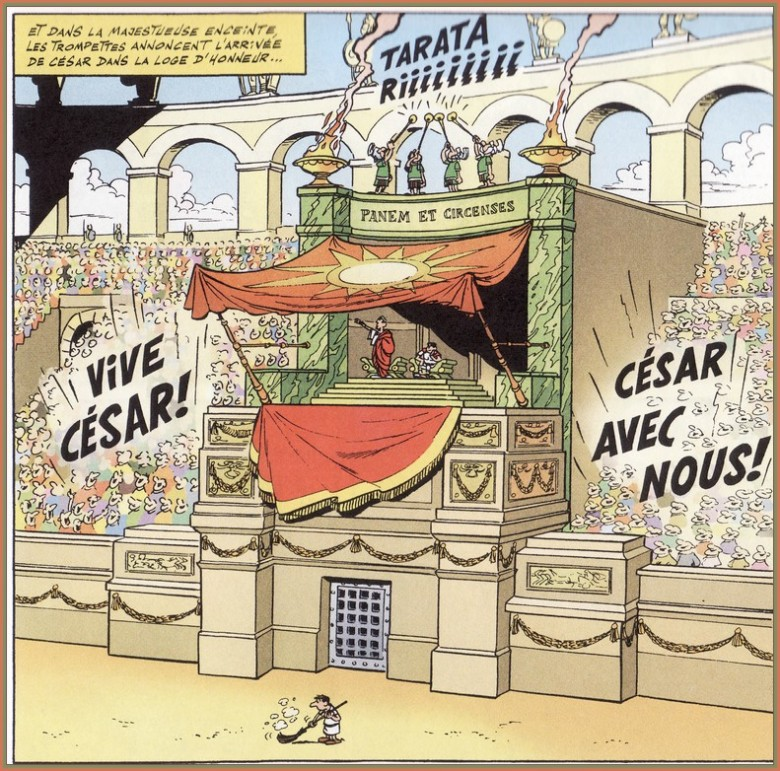 ET DANS LA MAJESTUEUSE ENCEINTE,
LES TROMPETTES ANNONCENT L'ARRIVÉE
DE CÉSAR DANS LA LOGE D'HONNEUR...
TARATA
RiiiiiiiiiI
PANEM ET CIRCENSES
VIVE
CÉSAR!
CÉSAR
AVEC
NOUS!